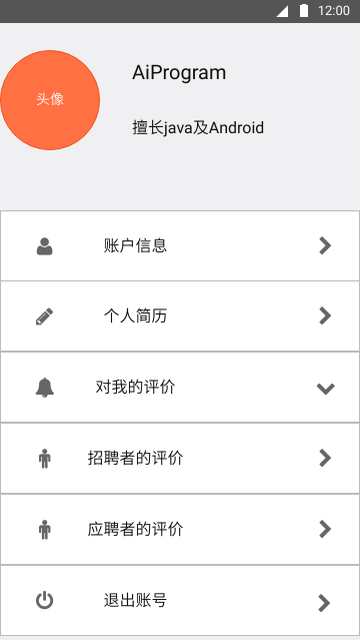 12:00
头像
AiProgram
擅长java及Android
账户信息
个人简历
对我的评价
招聘者的评价
应聘者的评价
退出账号